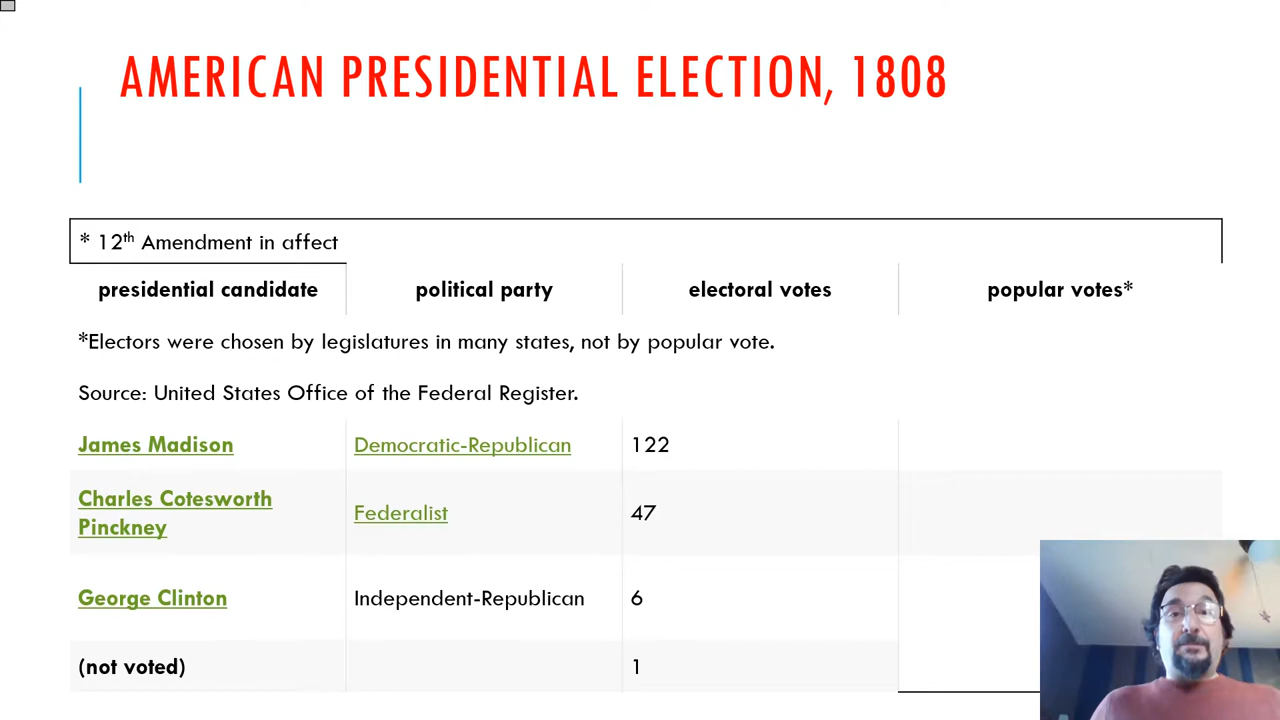 AMERICAN PRESIDENTIAL ELECTION, 1808
* 12th Amendment in affect
presidential candidate political party electoral votes popular votes*
*Electors were chosen by legislatures in many states, not by popular vote.
Source: United States Office of the Federal Register.
James Madison Democratic-Republican 122
Charles Cotesworth
Pinckney Federalist 47
George Clinton Independent-Republican 6
(not voted) 1